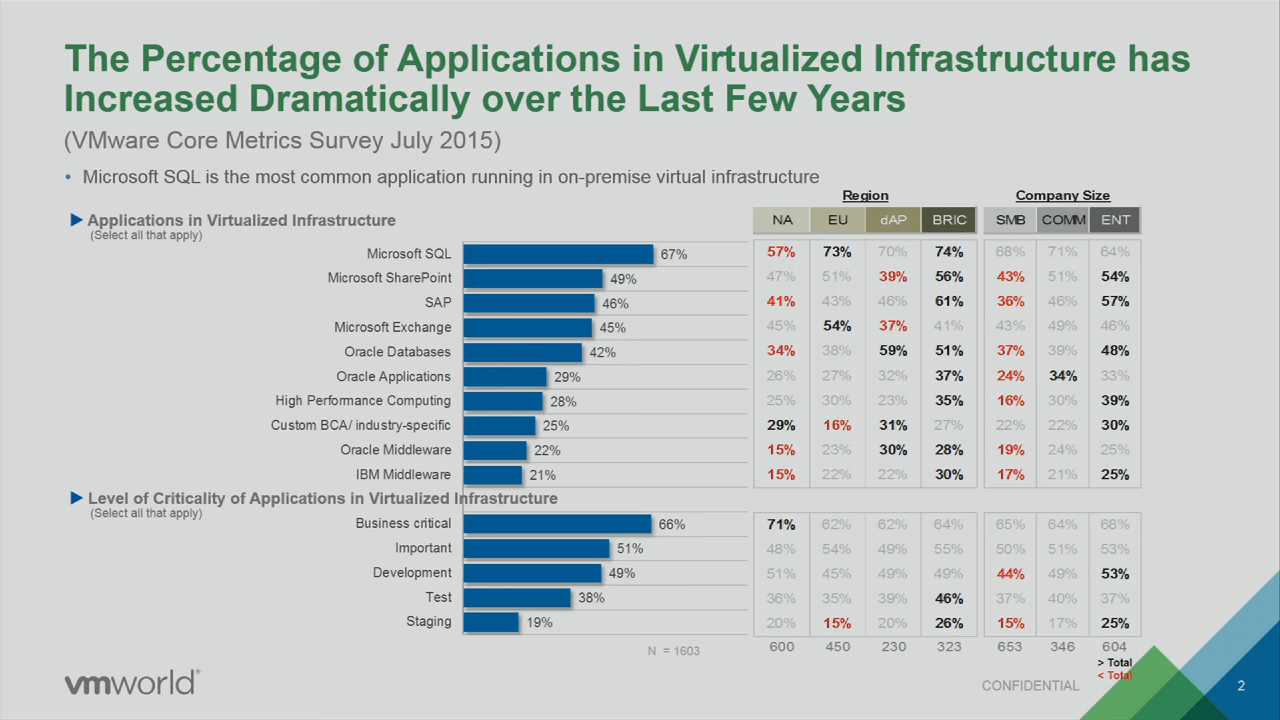 The Percentage of Applications in Virtualized Infrastructure has
Increased Dramatically over the Last Few Years
(VMware Core Metrics Survey July 2015)
• Microsoft SQL is the most common application running in on-premise virtual infrastructure
Region Company Size
NA EU dAP BRIC SMB COMM ENT
▶ Applications in Virtualized Infrastructure
(Select all that apply)
Microsoft SQL 67% 57% 73% 70% 74% 68% 71% 64%
Microsoft SharePoint 49% 47% 51% 39% 56% 43% 51% 54%
SAP 46% 41% 43% 46% 61% 36% 46% 57%
Microsoft Exchange 45% 45% 54% 37% 41% 43% 49% 46%
Oracle Databases 42% 34% 38% 59% 51% 37% 39% 48%
Oracle Applications 29% 26% 27% 32% 37% 24% 34% 33%
High Performance Computing 28% 25% 30% 23% 35% 16% 30% 39%
Custom BCA/ industry-specific 25% 29% 16% 31% 27% 22% 22% 30%
Oracle Middleware 22% 15% 23% 30% 28% 19% 24% 25%
IBM Middleware 21% 15% 22% 22% 30% 17% 21% 25%
▶ Level of Criticality of Applications in Virtualized Infrastructure
(Select all that apply)
Business critical 66% 71% 62% 62% 64% 65% 64% 68%
Important 51% 48% 54% 49% 55% 50% 51% 53%
Development 49% 51% 45% 49% 49% 44% 49% 53%
Test 38% 36% 35% 39% 46% 37% 40% 37%
Staging 19% 20% 15% 20% 26% 15% 17% 25%
N = 1603 600 450 230 323 653 346 604
> Total
< Total
vmworld® CONFIDENTIAL 2